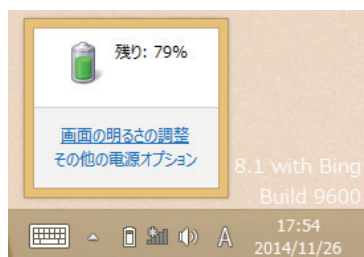 残り: 79%
画面の明るさの調整
その他の電源オプション
8.1 with Bing
Build 9600
A
17:54
2014/11/26